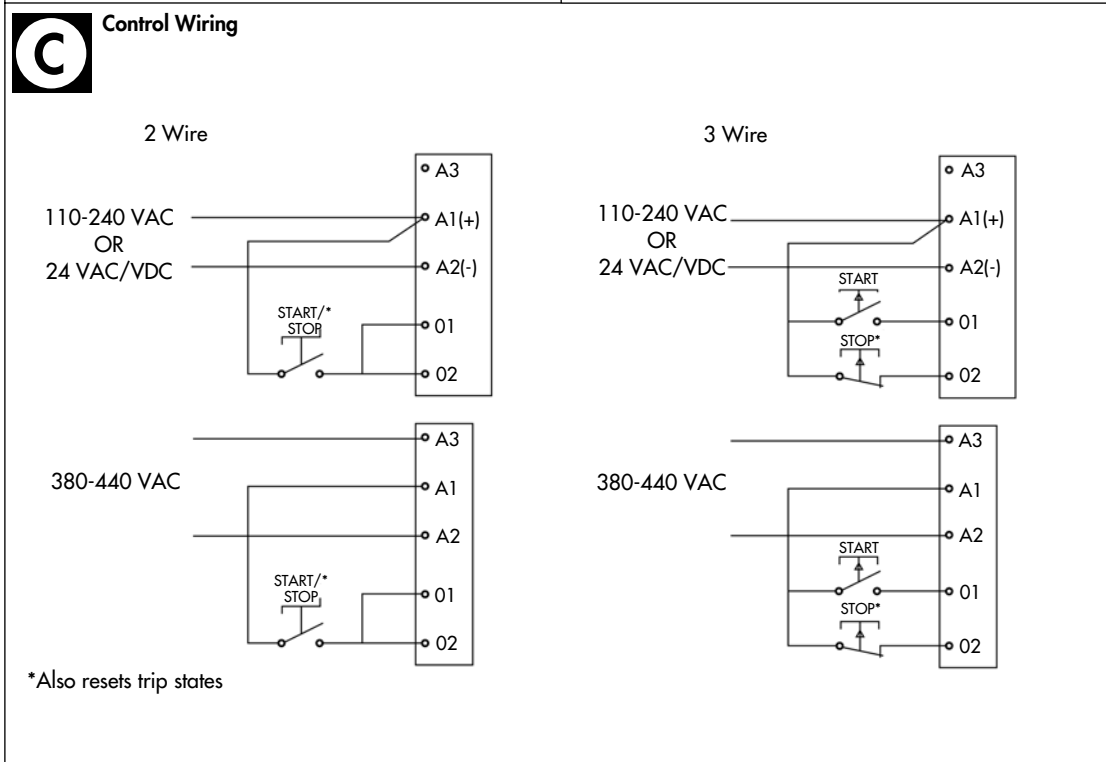 C
Control Wiring
2 Wire
A3
110-240 VAC
OR
24 VAC/VDC
A1(+)
A2(-)
START/*
STOP
01
02
3 Wire
A3
110-240 VAC
OR
24 VAC/VDC
A1(+)
A2(-)
START
01
STOP*
02
380-440 VAC
A3
A1
A2
START/*
STOP
01
02
380-440 VAC
A3
A1
A2
START
01
STOP*
02
*Also resets trip states